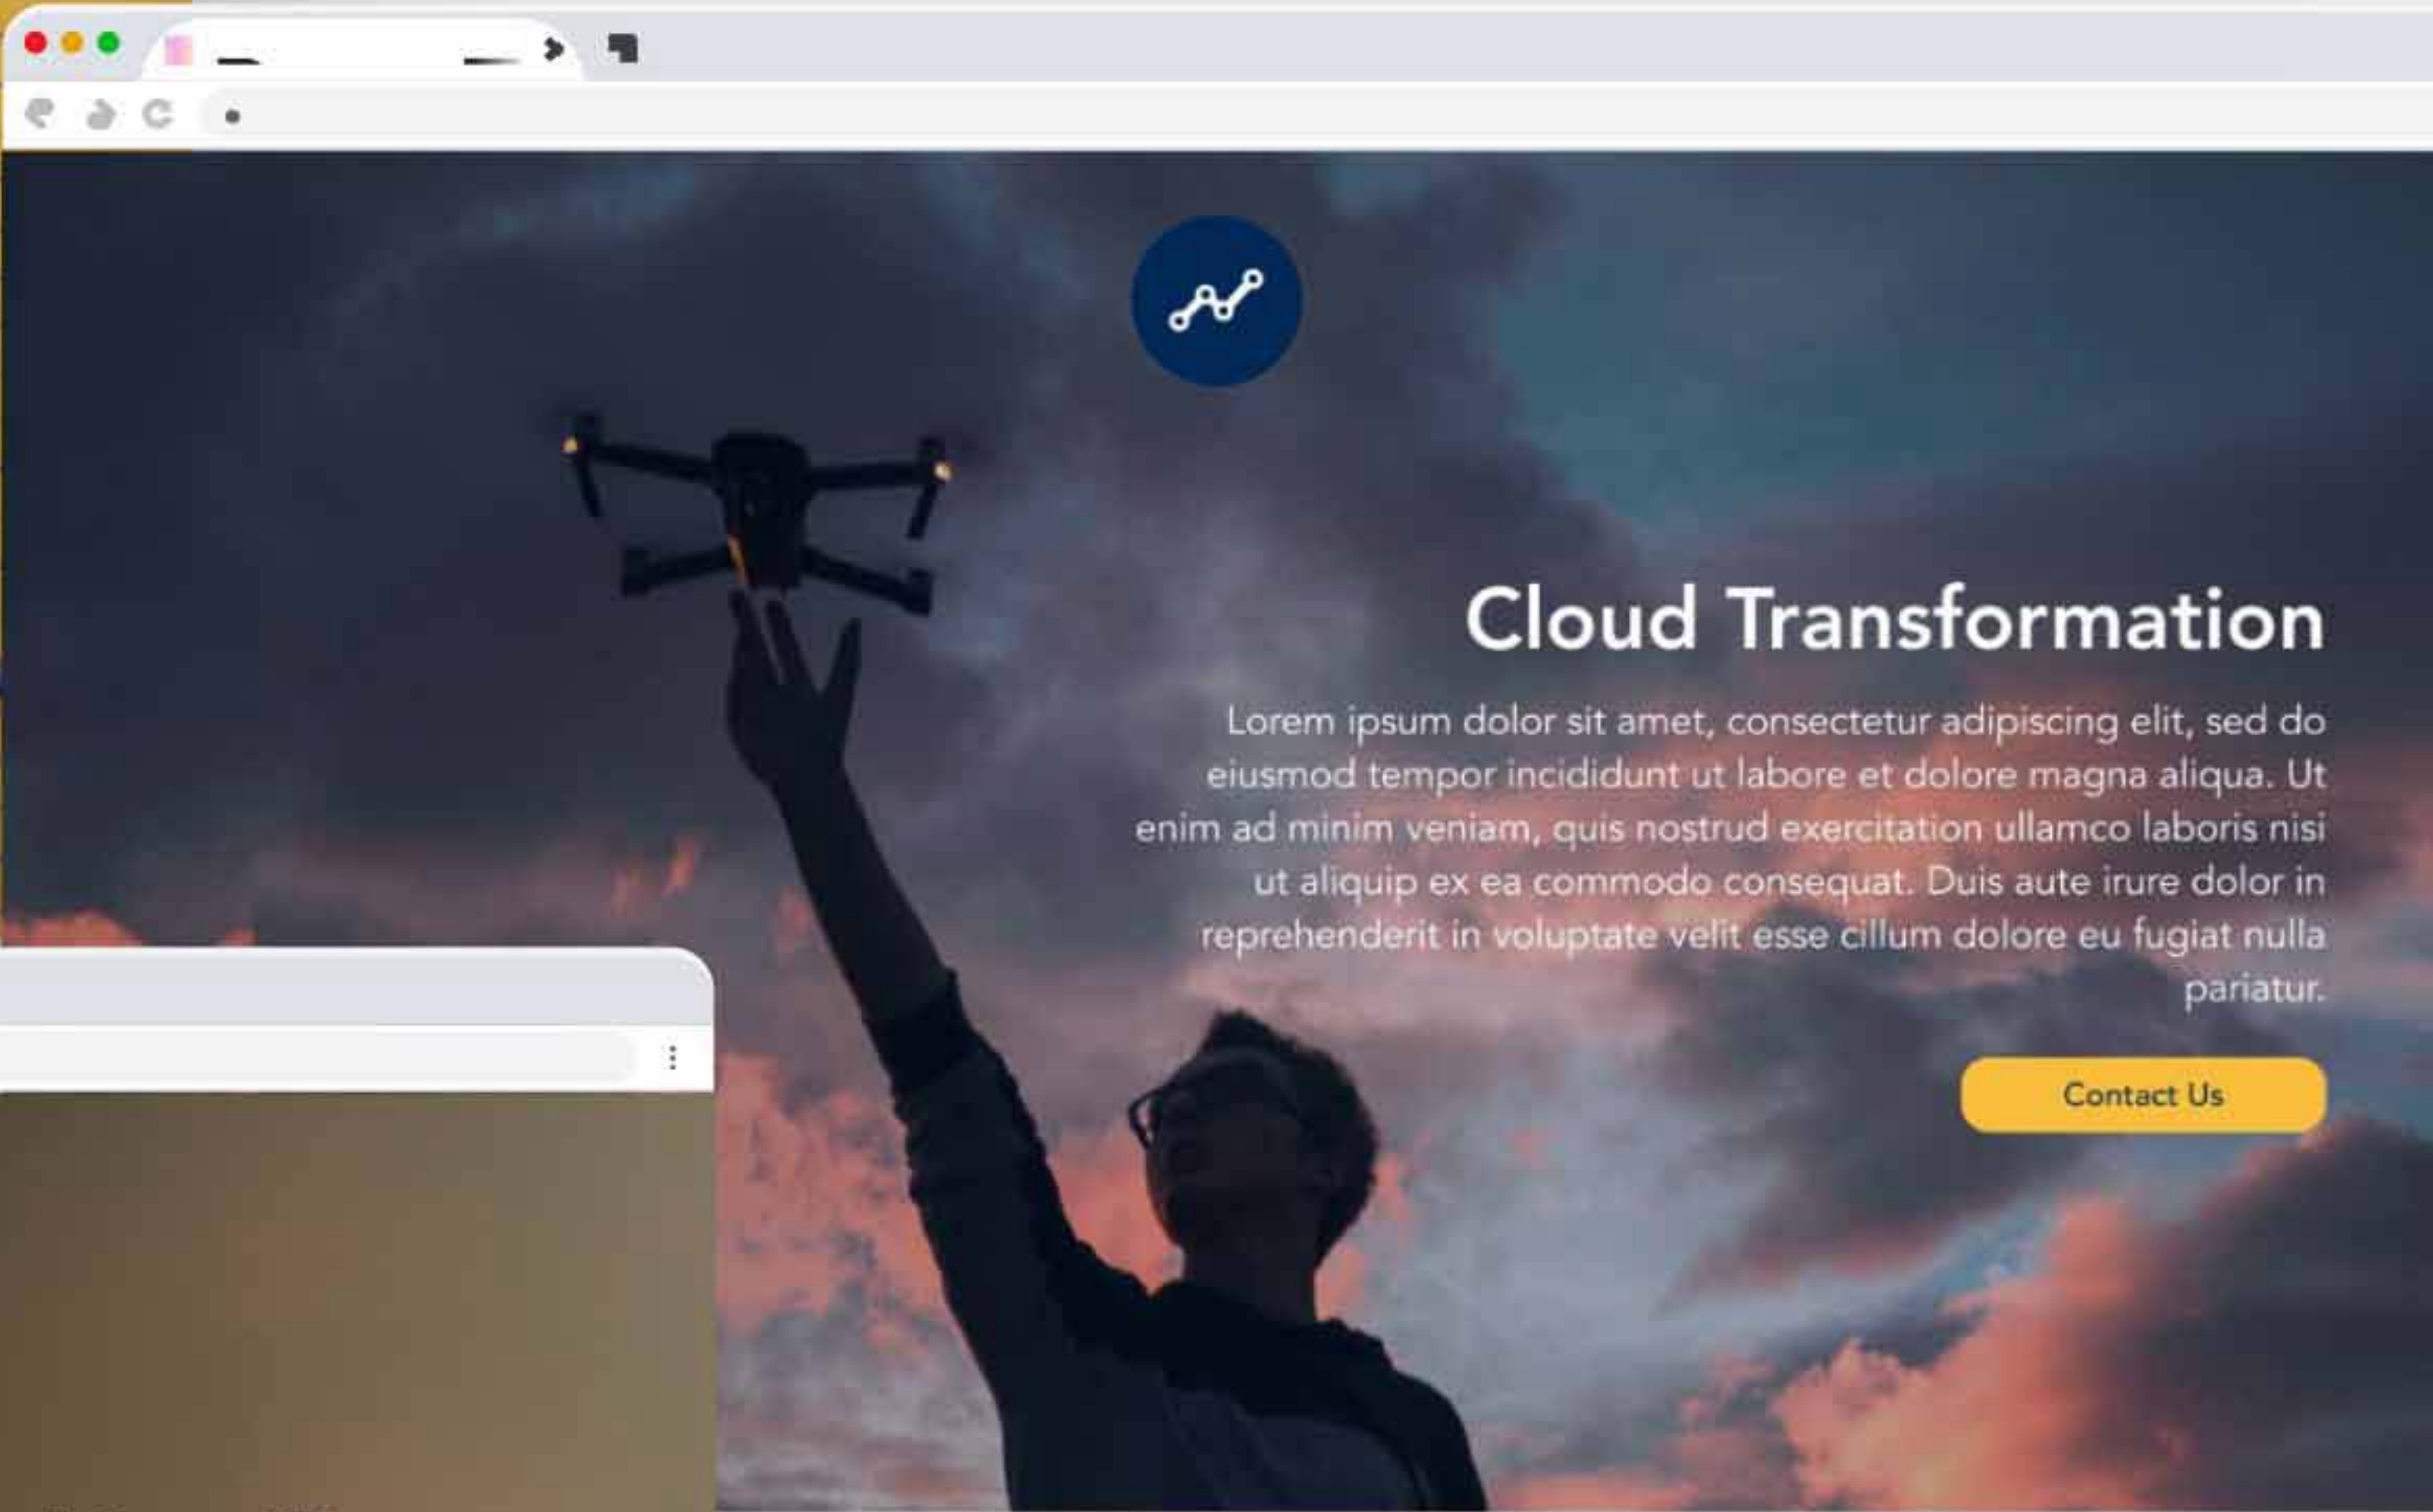 Cloud Transformation
Lorem ipsum dolor sit amet, consectetur adipiscing elit, sed do
eiusmod tempor incididunt ut labore et dolore magna aliqua. Ut
enim ad minim veniam, quis nostrud exercitation ullamco laboris nisi
ut aliquip ex ea commodo consequat. Duis aute irure dolor in
reprehenderit in voluptate velit esse cillum dolore eu fugiat nulla
pariatur.
Contact Us